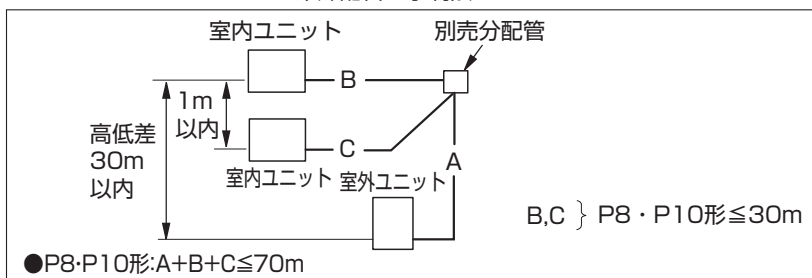 室内ユニット
別売分配管
B
1m
以内
高低差
30m
以内
C
A
室内ユニット
室外ユニット
B,C } P8・P10形≦30m
●P8・P10形:A+B+C≦70m